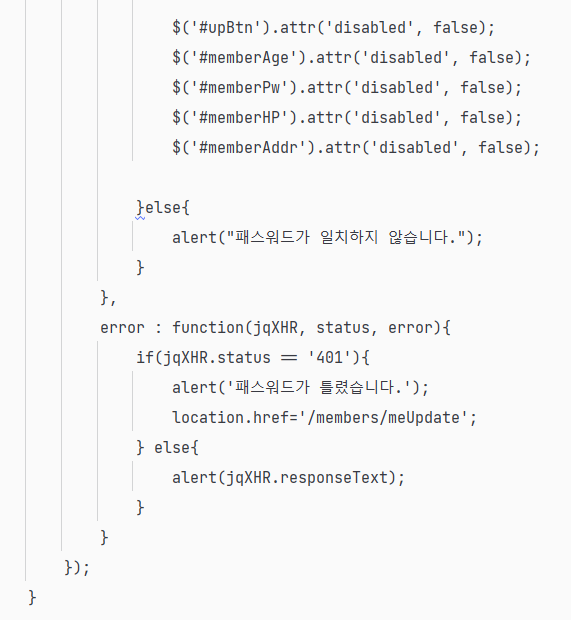 $('#upBtn').attr('disabled', false);
$('#memberAge').attr('disabled', false);
$('#memberPw').attr('disabled', false);
$('#memberHP').attr('disabled', false);
$('#memberAddr').attr('disabled', false);
}else{
alert("패스워드가 일치하지 않습니다.");
}
},
error : function(jqXHR, status, error){
if(jqXHR.status == '401'){
alert('패스워드가 틀렸습니다.');
location.href='/members/meUpdate';
} else{
alert(jqXHR.responseText);
}
}
});
}